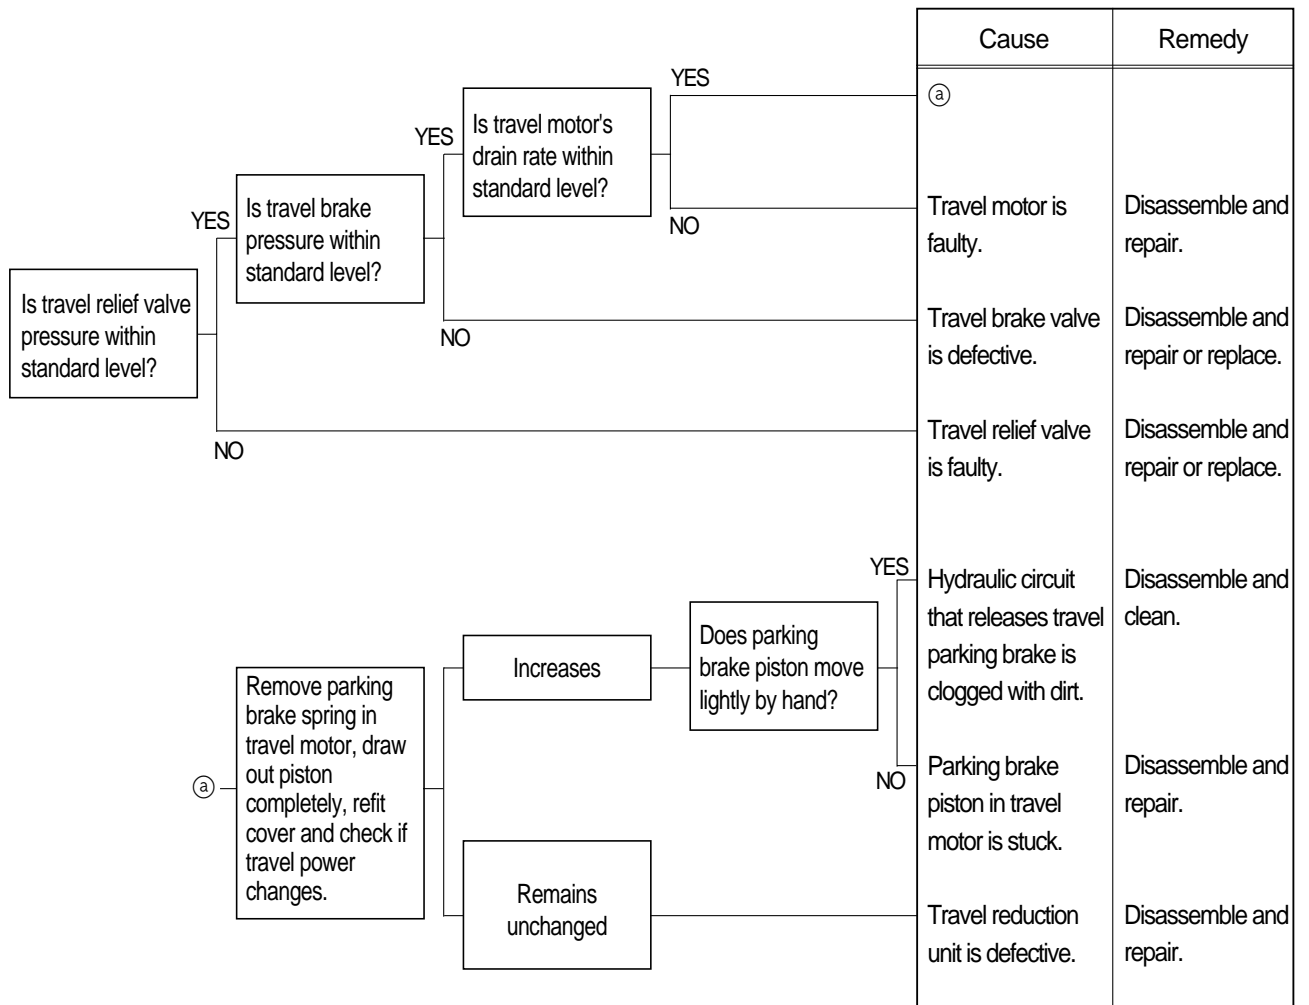 Cause
Remedy
YES
ⓐ
YES
Is travel motor's
drain rate within
standard level?
YES
Is travel brake
pressure within
standard level?
NO
Travel motor is
faulty.
Disassemble and
repair.
Is travel relief valve
pressure within
standard level?
NO
Travel brake valve
is defective.
Disassemble and
repair or replace.
NO
Travel relief valve
is faulty.
Disassemble and
repair or replace.
ⓐ
Remove parking
brake spring in
travel motor, draw
out piston
completely, refit
cover and check if
travel power
changes.
Increases
Does parking
brake piston move
lightly by hand?
YES
Hydraulic circuit
that releases travel
parking brake is
clogged with dirt.
Disassemble and
clean.
NO
Parking brake
piston in travel
motor is stuck.
Disassemble and
repair.
Remains
unchanged
Travel reduction
unit is defective.
Disassemble and
repair.